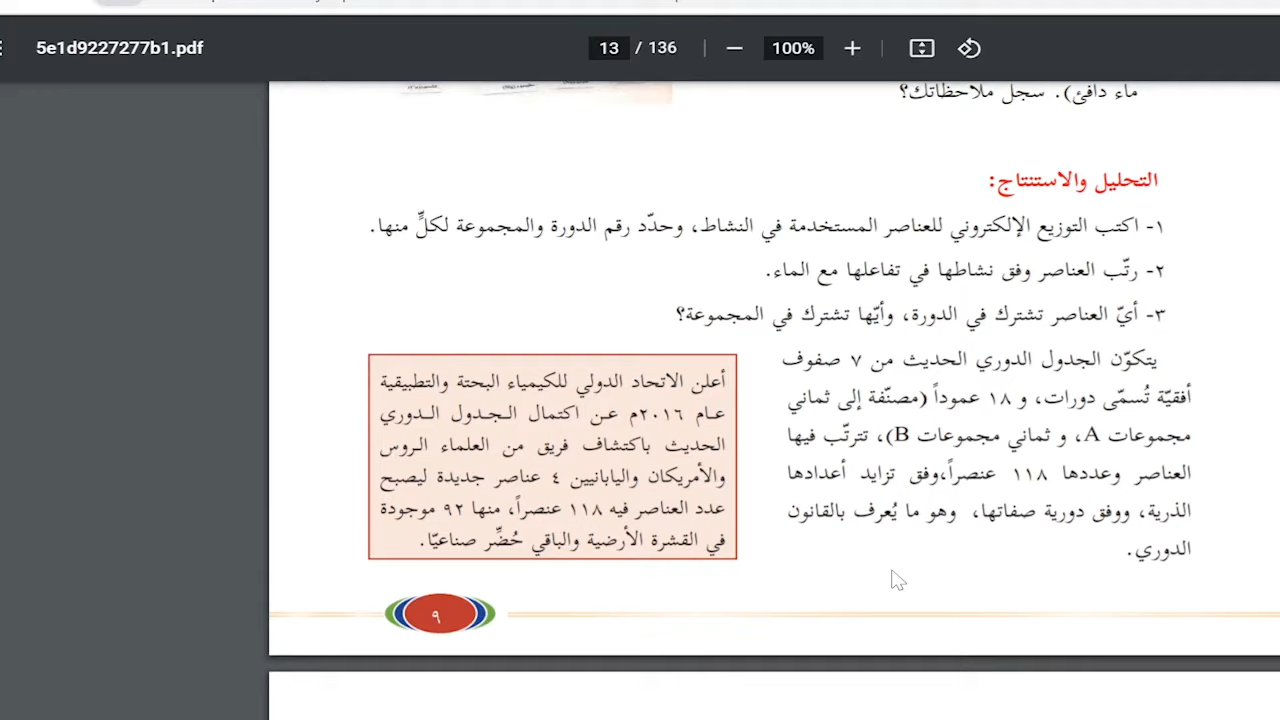 5e1d9227277b1.pdf
13 / 136
100%
ماء دافئ). سجل ملاحظاتك؟
التحليل والاستنتاج:
١- اكتب التوزيع الإلكتروني للعناصر المستخدمة في النشاط، وحدّد رقم الدورة والمجموعة لكلٍّ منها.
٢- رتّب العناصر وفق نشاطها في تفاعلها مع الماء.
٣- أيّ العناصر تشترك في الدورة، وأيّها تشترك في المجموعة؟
يتكوّن الجدول الدوري الحديث من ٧ صفوف
أفقيّة تُسمّى دورات، و ١٨ عموداً (مصنّفة إلى ثماني
مجموعات A، و ثماني مجموعات B)، تترتّب فيها
العناصر وعددها ١١٨ عنصراً،وفق تزايد أعدادها
الذرية، ووفق دورية صفاتها، وهو ما يُعرف بالقانون
الدوري.
أعلن الاتحاد الدولي للكيمياء البحتة والتطبيقية
عـام ٢٠١٦م عـن اكتمال الـجـدول الـدوري
الحديث باكتشاف فريق من العلماء الـروس
والأمريكان واليابانيين ٤ عناصر جديدة ليصبح
عدد العناصر فيه ١١٨ عنصراً، منها ٩٢ موجودة
في القشرة الأرضية والباقي حُضِّر صناعيّا.
٩